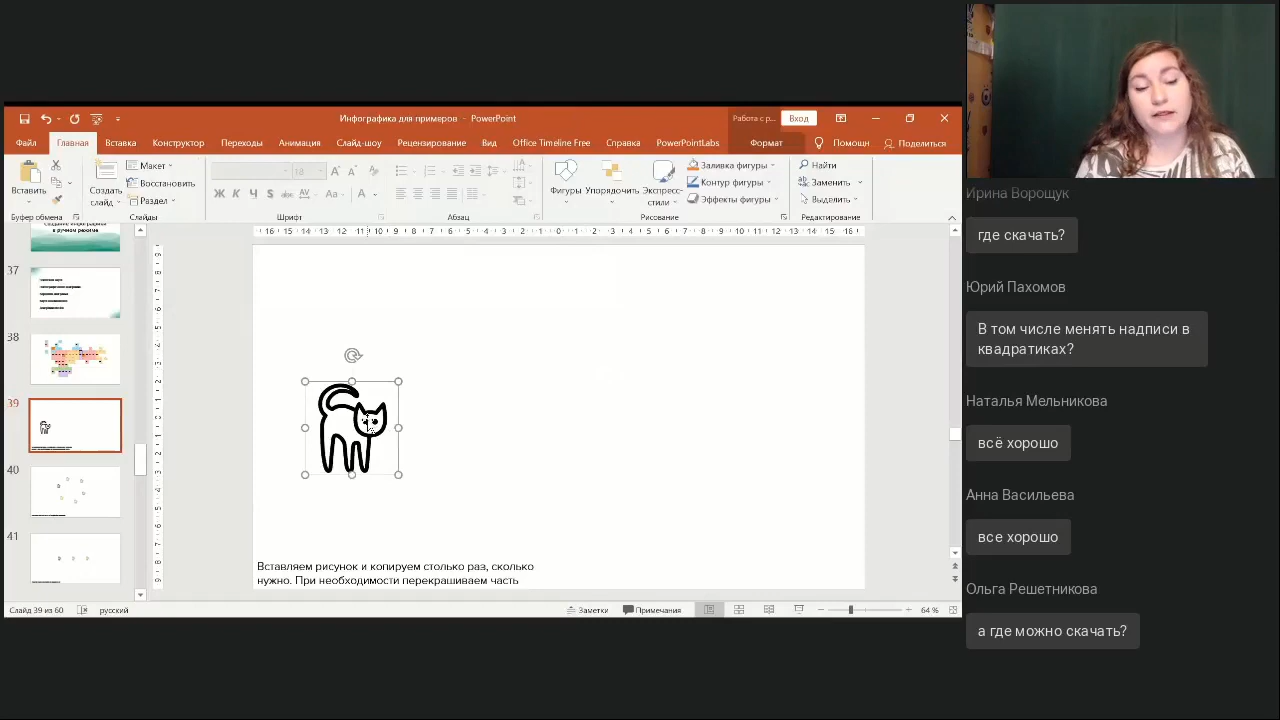 Инфографика для примеров - PowerPoint
Работа с р...
Вход
Файл
Главная
Вставка
Конструктор
Переходы
Анимация
Слайд-шоу
Рецензирование
Вид
Office Timeline Free
Справка
PowerPointLabs
Формат
Помощн
Поделиться
Вставить
Буфер обмена
Создать слайд
Макет
Восстановить
Раздел
Слайды
18
Ж К Ч S
Aa
Шрифт
Абзац
Фигуры
Упорядочить
Экспресс-стили
Заливка фигуры
Контур фигуры
Эффекты фигуры
Рисование
Найти
Заменить
Выделить
Редактирование
в ручном режиме
37
38
39
40
41
Вставляем рисунок и копируем столько раз, сколько
нужно. При необходимости перекрашиваем часть
Слайд 39 из 60
русский
Заметки
Примечания
64 %
Ирина Ворощук
где скачать?
Юрий Пахомов
В том числе менять надписи в
квадратиках?
Наталья Мельникова
всё хорошо
Анна Васильева
все хорошо
Ольга Решетникова
а где можно скачать?